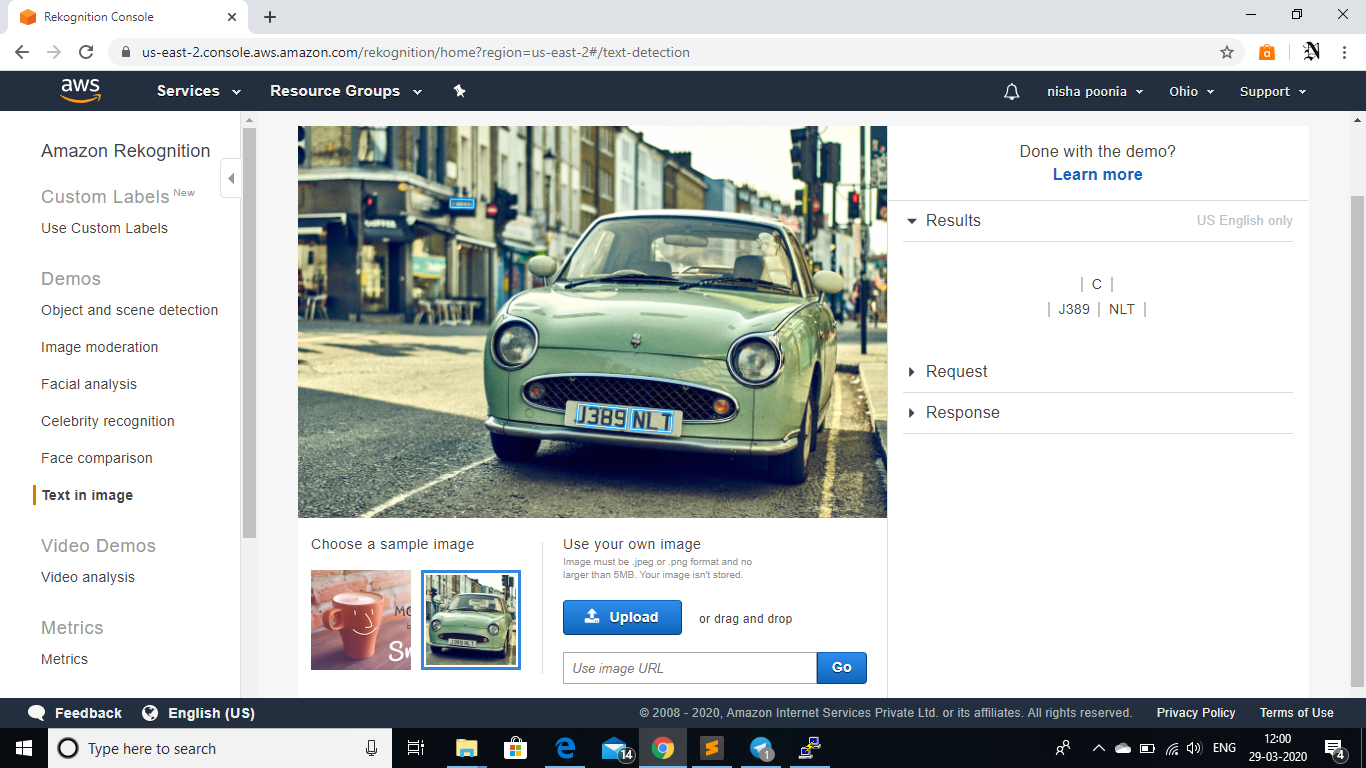 Rekognition Console
us-east-2.console.aws.amazon.com/rekognition/home?region=us-east-2#/text-detection
aws
Services
Resource Groups
nisha poonia
Ohio
Support
Amazon Rekognition
Custom Labels New
Use Custom Labels
Demos
Object and scene detection
Image moderation
Facial analysis
Celebrity recognition
Face comparison
Text in image
Video Demos
Video analysis
Metrics
Metrics
J389 NLT
Choose a sample image
J389 NLT
Use your own image
Image must be .jpeg or .png format and no
larger than 5MB. Your image isn't stored.
Upload
or drag and drop
Use image URL
Go
Done with the demo?
Learn more
Results
US English only
| C |
| J389 | NLT |
Request
Response
Feedback
English (US)
© 2008 - 2020, Amazon Internet Services Private Ltd. or its affiliates. All rights reserved.
Privacy Policy
Terms of Use
Type here to search
14
1
ENG
12:00
29-03-2020
4